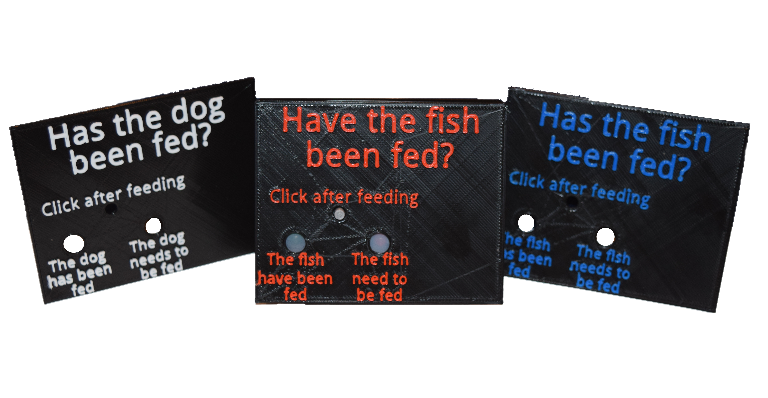 Has the dog
been fed?
Click after feeding
The dog
has been
fed
The dog
needs to
be fed
Have the fish
been fed?
Click after feeding
The fish
have been
fed
The fish
need to
be fed
Has the fish
been fed?
Click after feeding
fish
been
fed
The fish
needs to
be fed